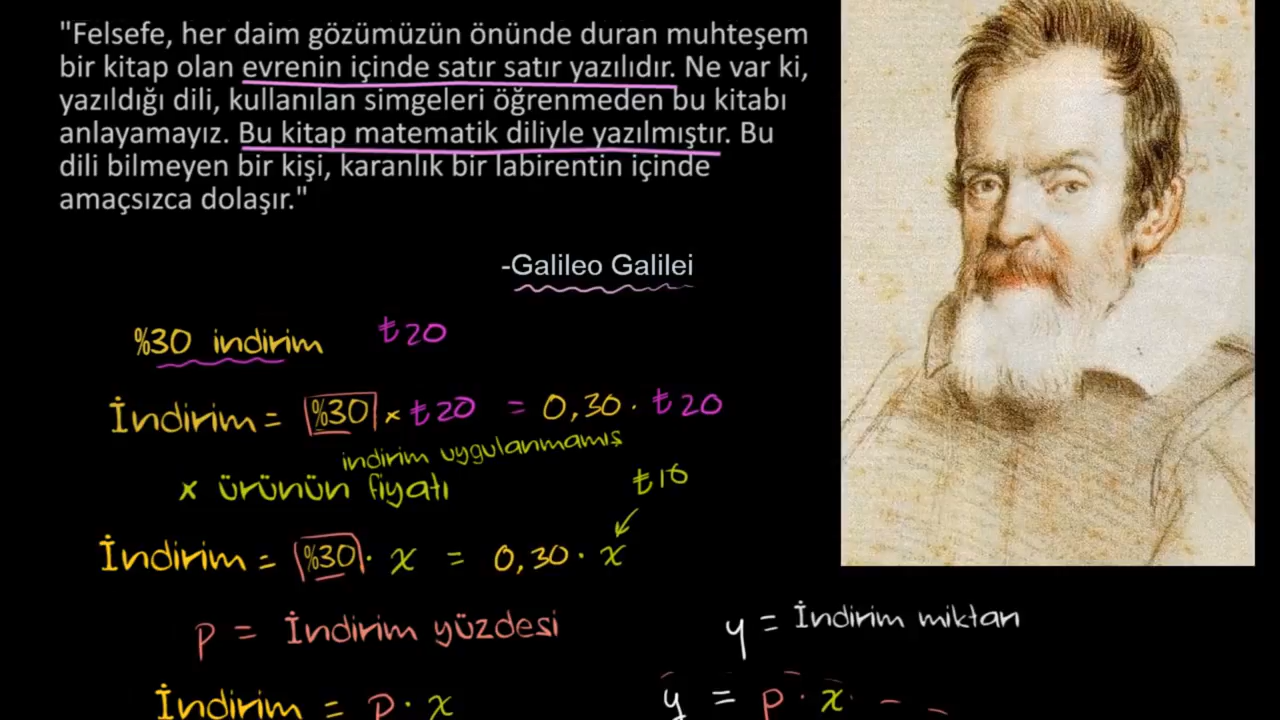 "Felsefe, her daim gözümüzün önünde duran muhteşem
bir kitap olan evrenin içinde satır satır yazılıdır. Ne var ki,
yazıldığı dili, kullanılan simgeleri öğrenmeden bu kitabı
anlayamayız. Bu kitap matematik diliyle yazılmıştır. Bu
dili bilmeyen bir kişi, karanlık bir labirentin içinde
amaçsızca dolaşır."
-Galileo Galilei
%30 indirim ₺20
İndirim = %30 × ₺20 = 0,30 · ₺20
indirim uygulanmamış
x ürünün fiyatı
₺10
İndirim = %30 · x = 0,30 · x
p = İndirim yüzdesi
y = İndirim miktarı
İndirim = p · x
y = p · x